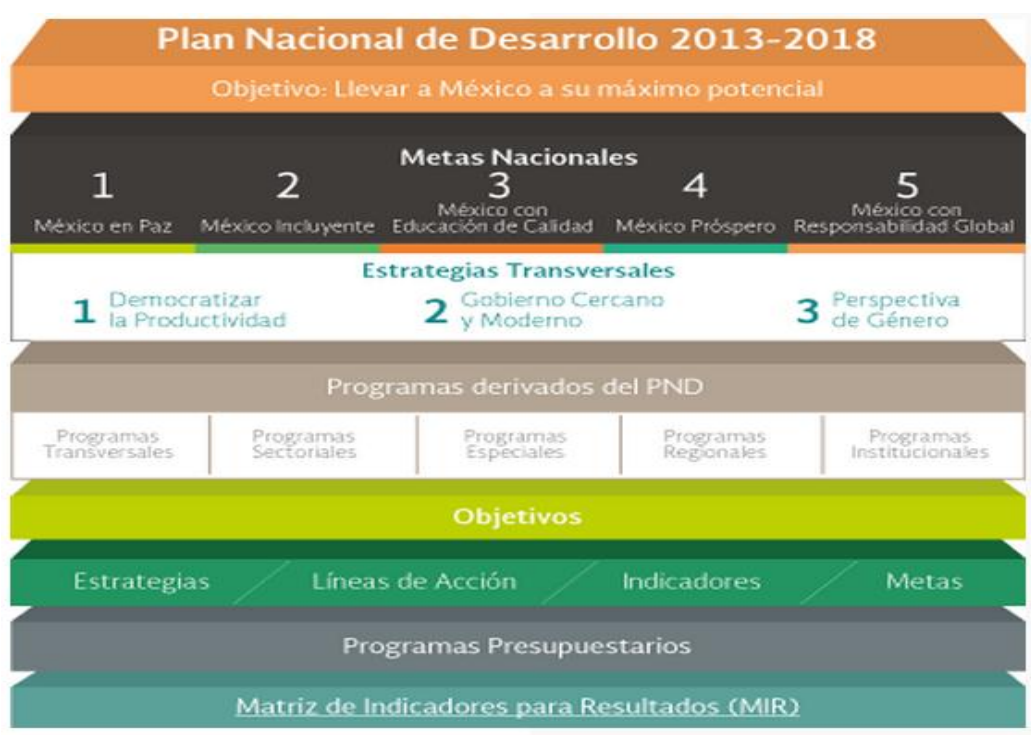 Plan Nacional de Desarrollo 2013-2018
Objetivo: Llevar a México a su máximo potencial
Metas Nacionales
1
México en Paz
2
México Incluyente
3
México con
Educación de Calidad
4
México Próspero
5
México con
Responsabilidad Global
Estrategias Transversales
1 Democratizar
la Productividad
2 Gobierno Cercano
y Moderno
3 Perspectiva
de Género
Programas derivados del PND
Programas
Transversales
Programas
Sectoriales
Programas
Especiales
Programas
Regionales
Programas
Institucionales
Objetivos
Estrategias
Líneas de Acción
Indicadores
Metas
Programas Presupuestarios
Matriz de Indicadores para Resultados (MIR)